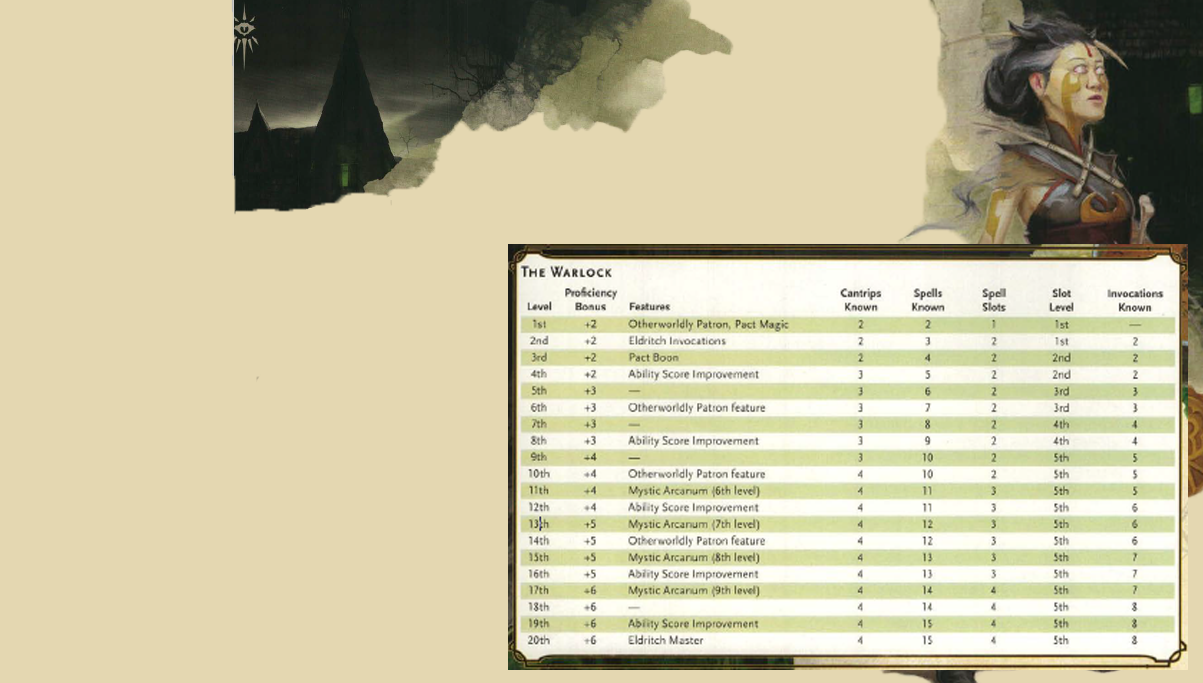 THE WARLOCK
Proficiency Cantrips Spells Spell Slot Invocations
Level Bonus Features Known Known Slots Level Known
1st +2 Otherworldly Patron, Pact Magic 2 2 1 1st —
2nd +2 Eldritch Invocations 2 3 2 1st 2
3rd +2 Pact Boon 2 4 2 2nd 2
4th +2 Ability Score Improvement 3 5 2 2nd 2
5th +3 — 3 6 2 3rd 3
6th +3 Otherworldly Patron feature 3 7 2 3rd 3
7th +3 — 3 8 2 4th 4
8th +3 Ability Score Improvement 3 9 2 4th 4
9th +4 — 3 10 2 5th 5
10th +4 Otherworldly Patron feature 4 10 2 5th 5
11th +4 Mystic Arcanum (6th level) 4 11 3 5th 5
12th +4 Ability Score Improvement 4 11 3 5th 6
13th +5 Mystic Arcanum (7th level) 4 12 3 5th 6
14th +5 Otherworldly Patron feature 4 12 3 5th 6
15th +5 Mystic Arcanum (8th level) 4 13 3 5th 7
16th +5 Ability Score Improvement 4 13 3 5th 7
17th +6 Mystic Arcanum (9th level) 4 14 4 5th 7
18th +6 — 4 14 4 5th 8
19th +6 Ability Score Improvement 4 15 4 5th 8
20th +6 Eldritch Master 4 15 4 5th 8